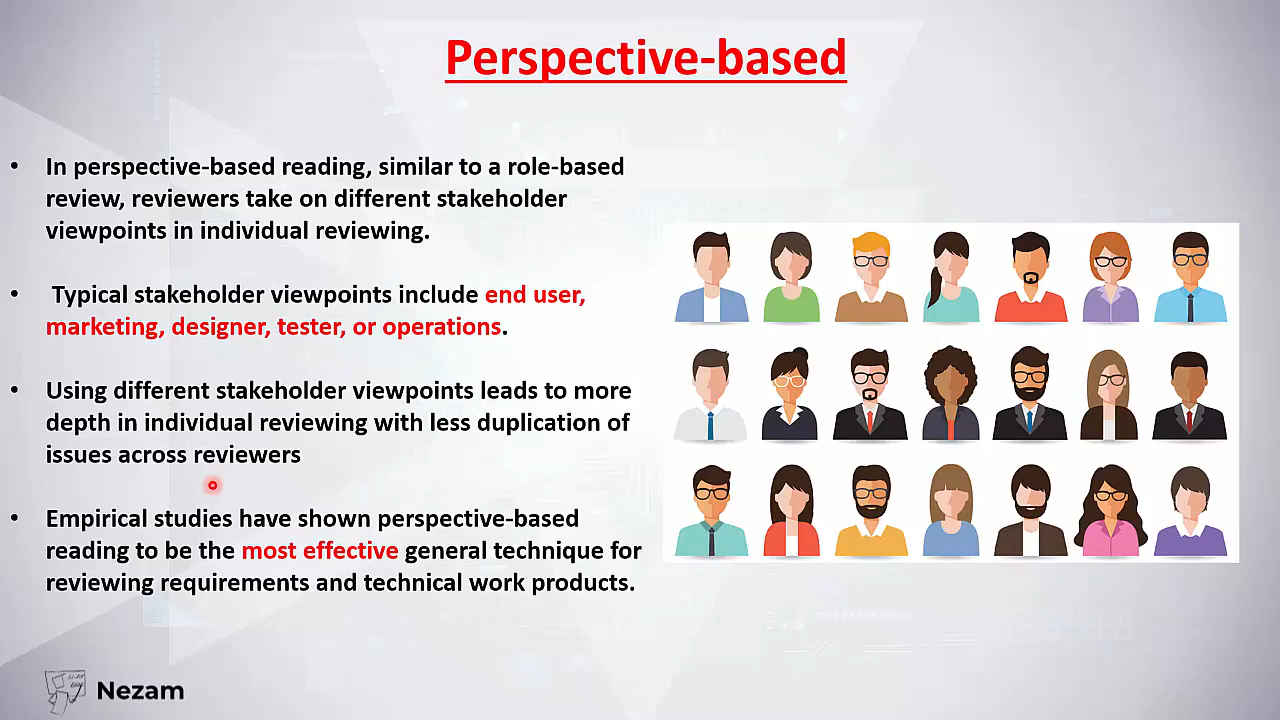 Perspective-based
• In perspective-based reading, similar to a role-based
review, reviewers take on different stakeholder
viewpoints in individual reviewing.
• Typical stakeholder viewpoints include end user,
marketing, designer, tester, or operations.
• Using different stakeholder viewpoints leads to more
depth in individual reviewing with less duplication of
issues across reviewers
• Empirical studies have shown perspective-based
reading to be the most effective general technique for
reviewing requirements and technical work products.
Nezam